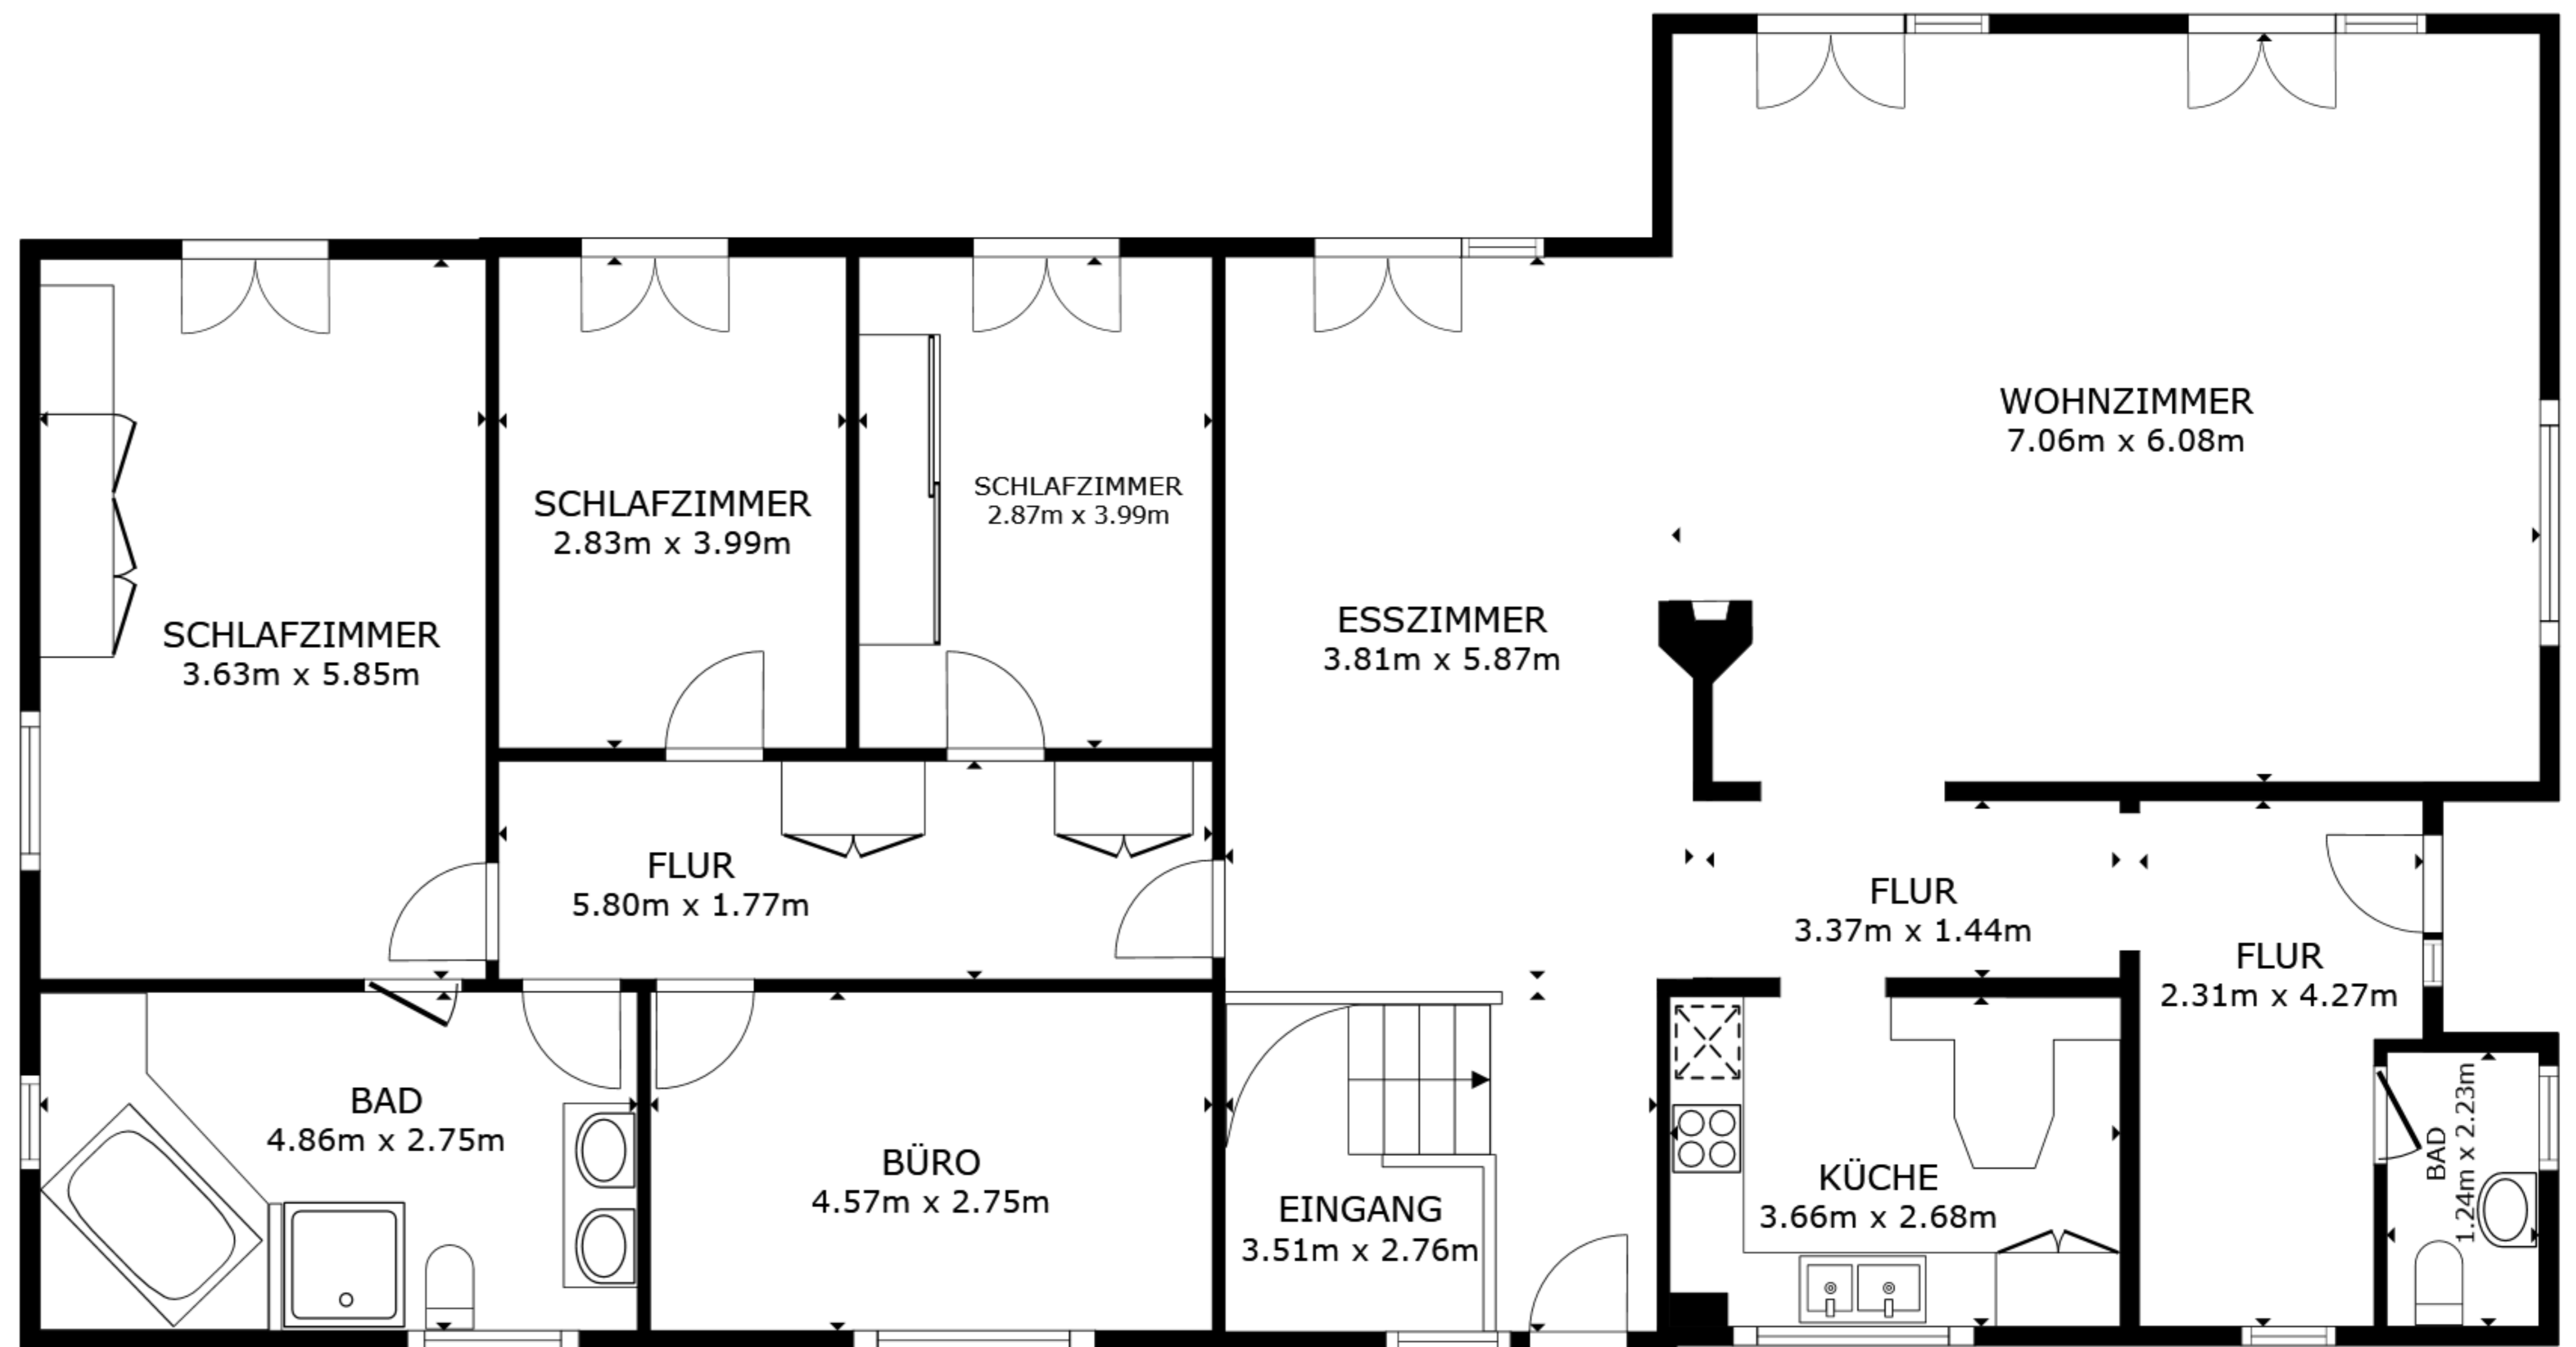 WOHNZIMMER
7.06m x 6.08m
SCHLAFZIMMER
2.87m x 3.99m
SCHLAFZIMMER
2.83m x 3.99m
ESSZIMMER
3.81m x 5.87m
SCHLAFZIMMER
3.63m x 5.85m
FLUR
5.80m x 1.77m
FLUR
3.37m x 1.44m
FLUR
2.31m x 4.27m
BAD
4.86m x 2.75m
BÜRO
4.57m x 2.75m
EINGANG
3.51m x 2.76m
KÜCHE
3.66m x 2.68m
BAD
1.24m x 2.23m